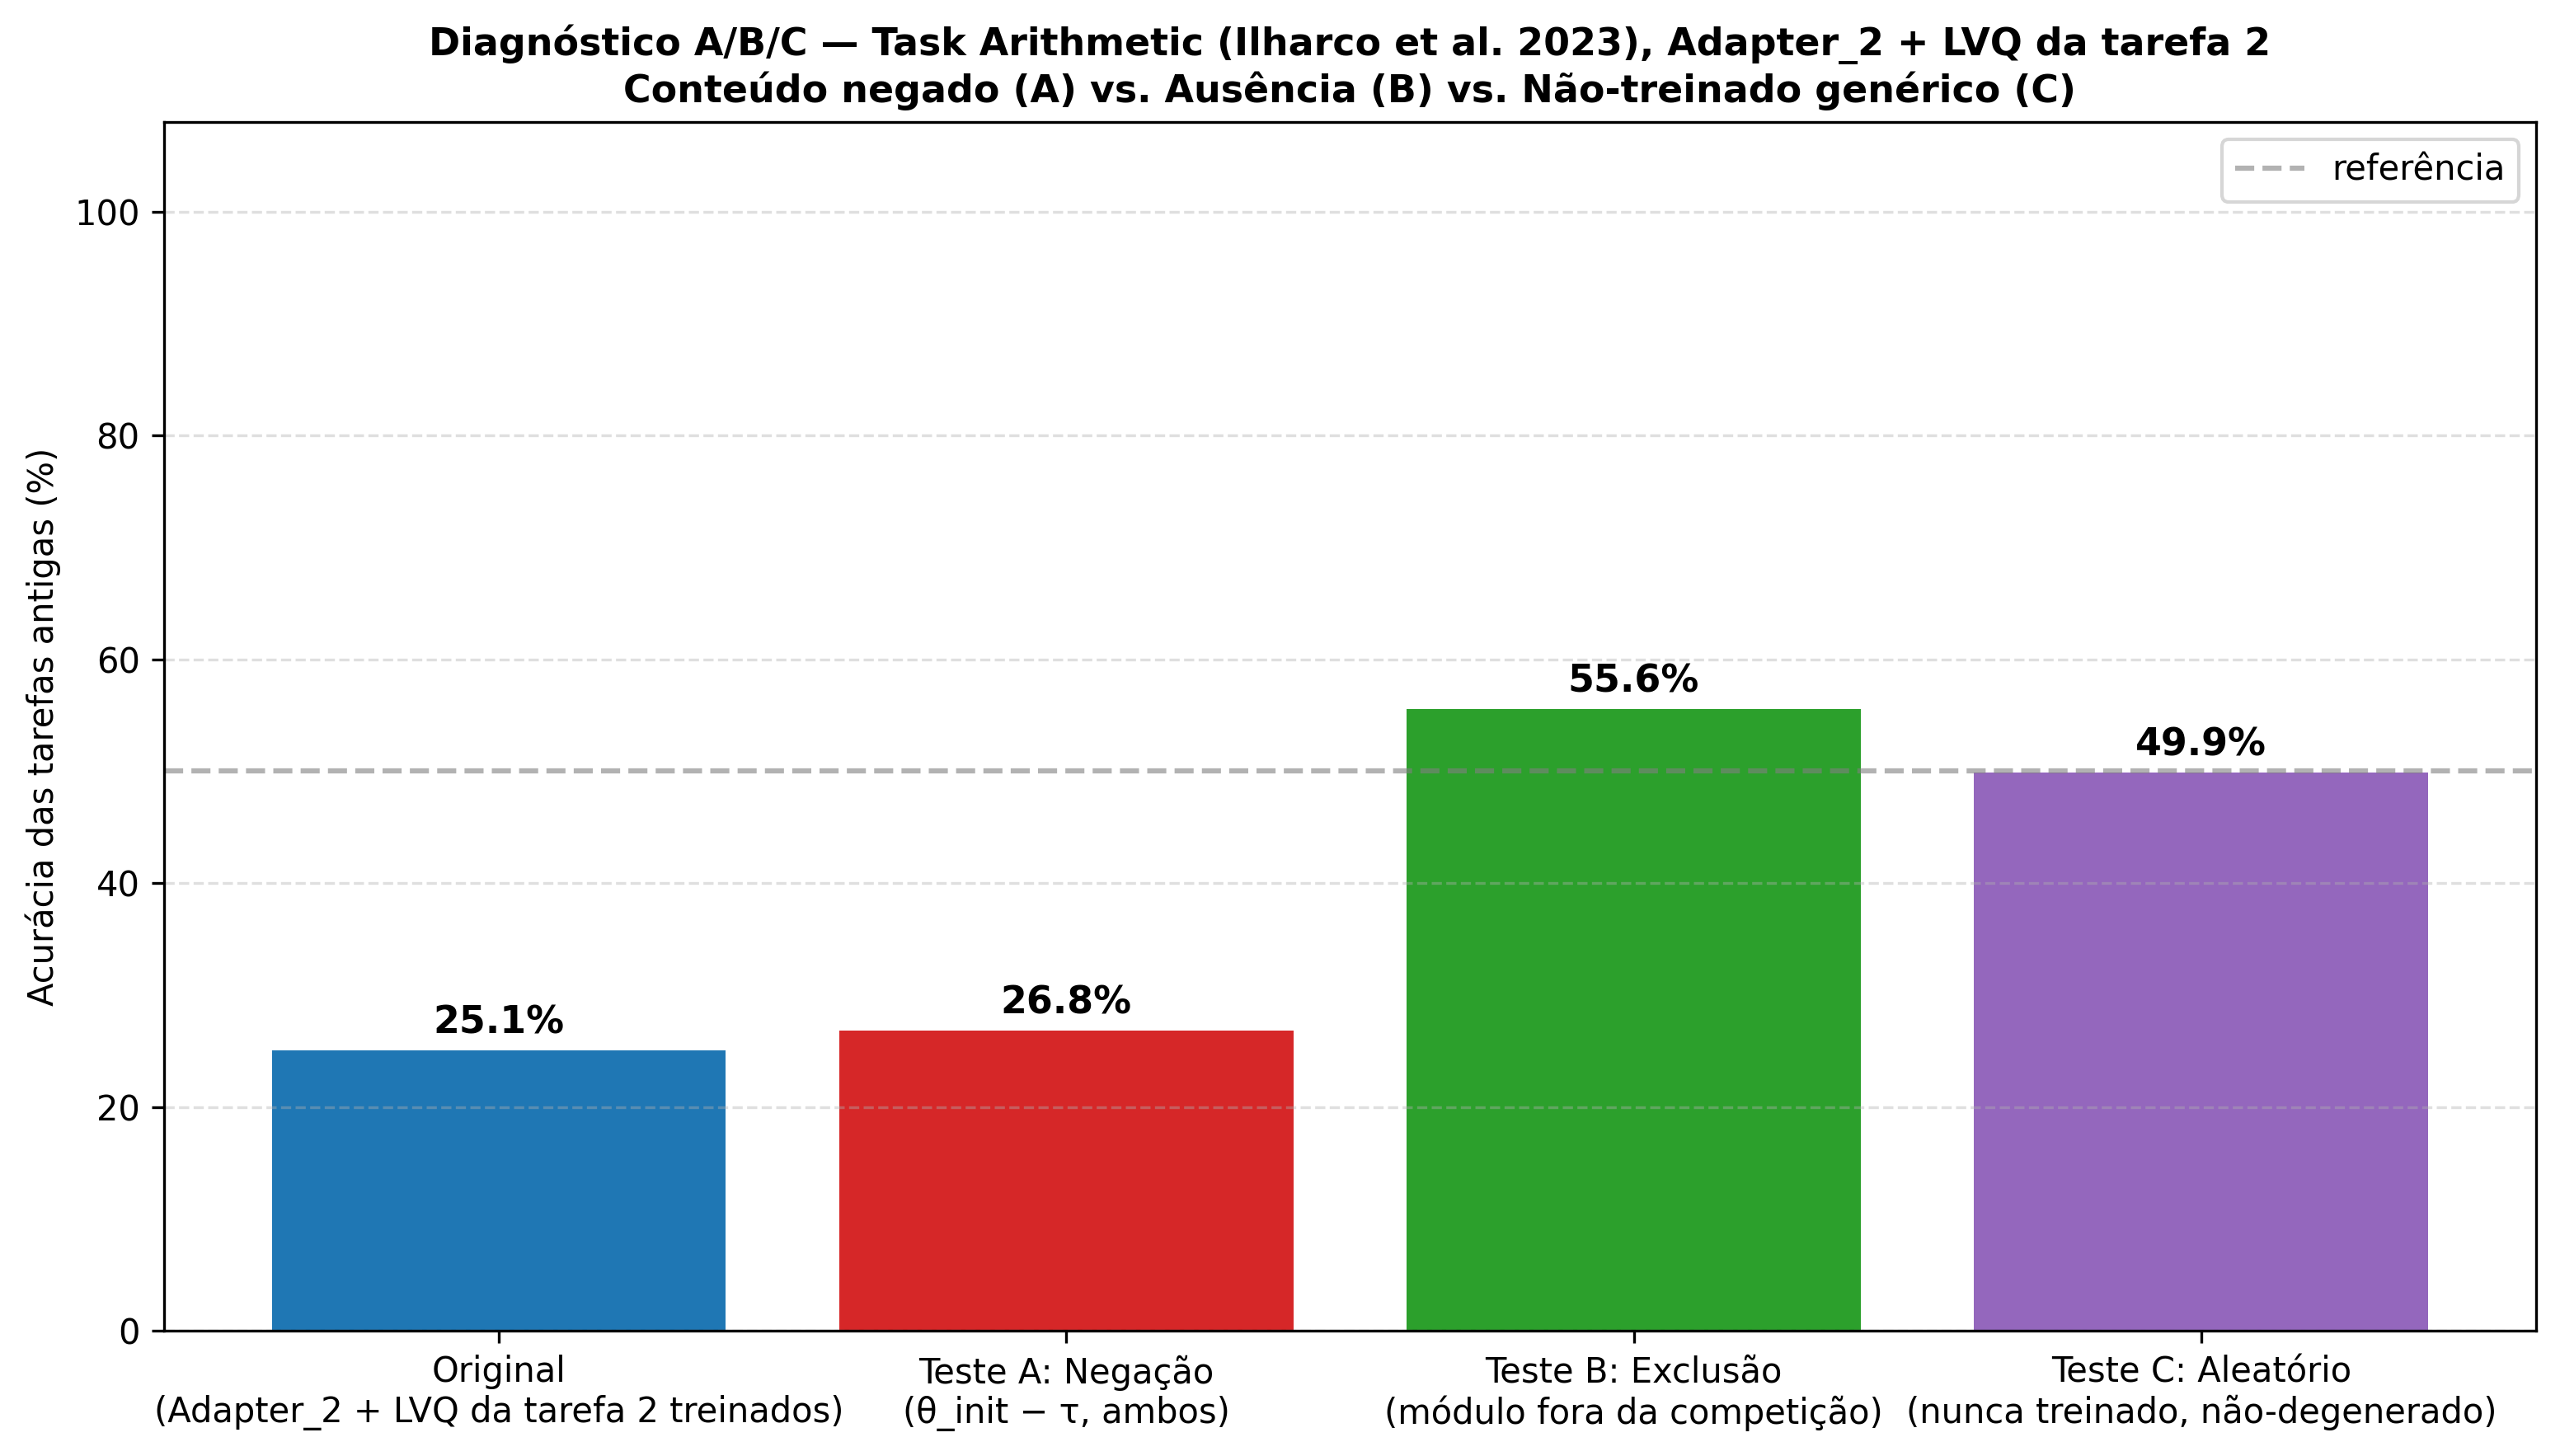 Diagnóstico A/B/C — Task Arithmetic (Ilharco et al. 2023), Adapter_2 + LVQ da tarefa 2
Conteúdo negado (A) vs. Ausência (B) vs. Não-treinado genérico (C)
referência
100
80
60
40
20
0
Acurácia das tarefas antigas (%)
25.1%
26.8%
55.6%
49.9%
Original
(Adapter_2 + LVQ da tarefa 2 treinados)
Teste A: Negação
(θ_init − τ, ambos)
Teste B: Exclusão
(módulo fora da competição)
Teste C: Aleatório
(nunca treinado, não-degenerado)